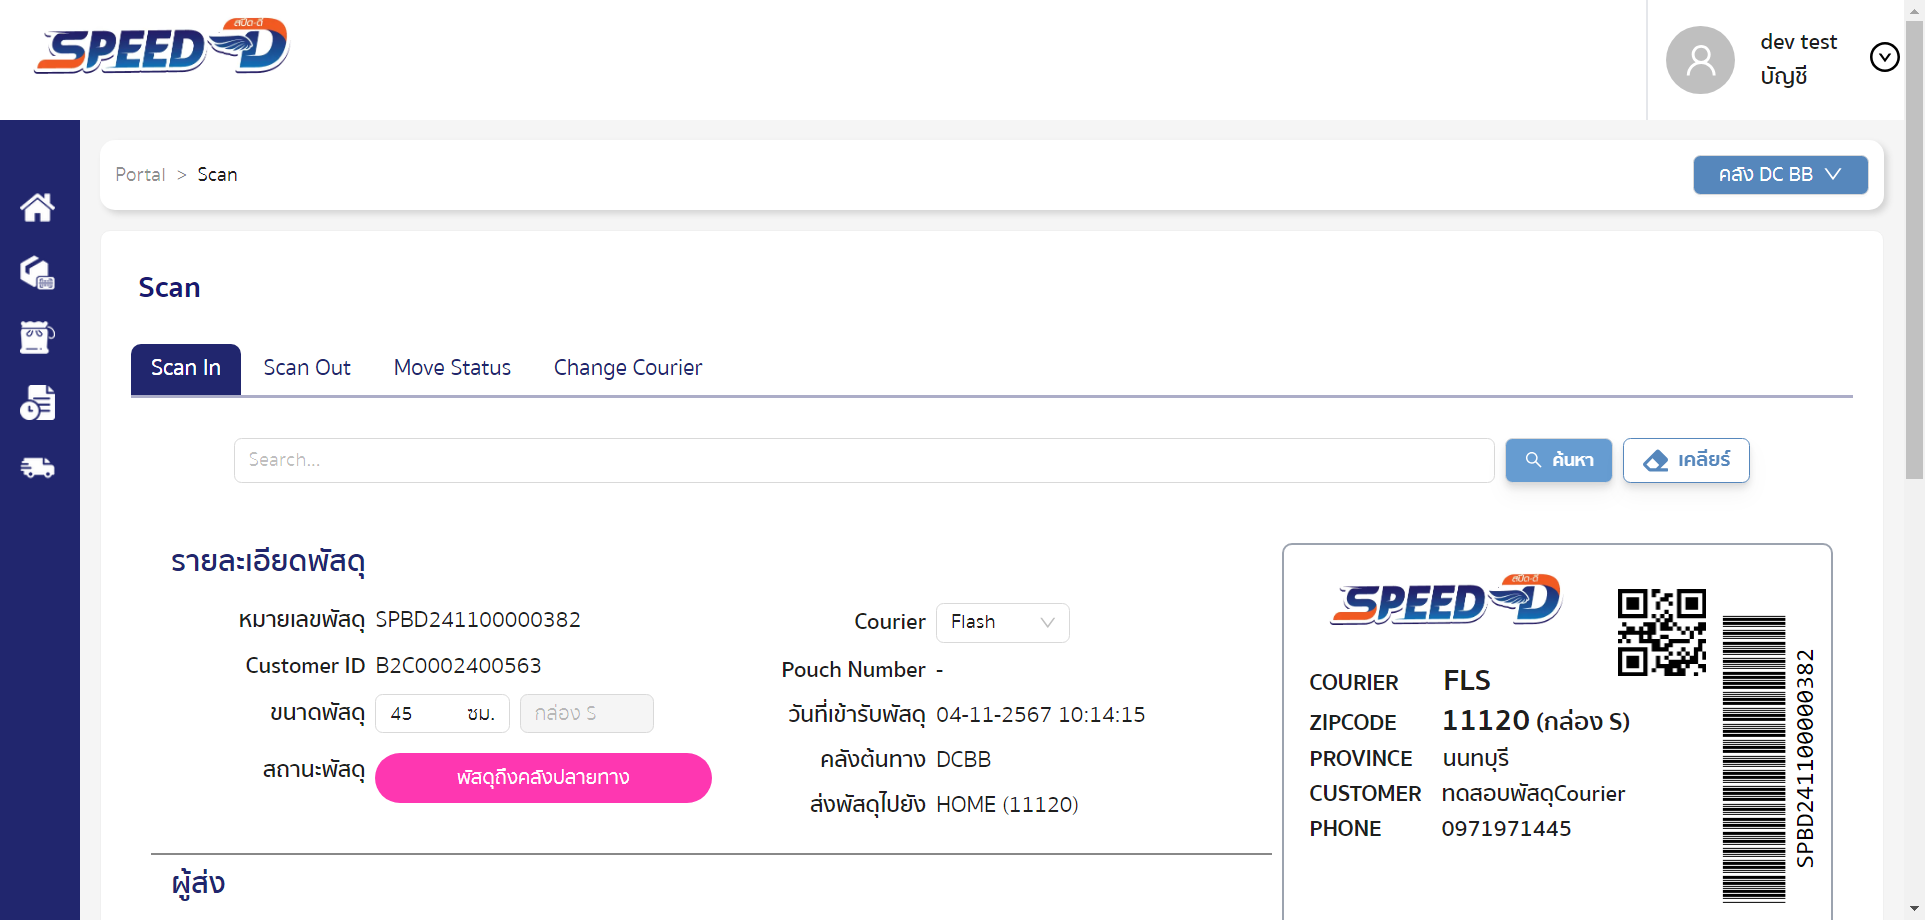 สปีด-ดี
SPEED-D
dev test
บัญชี
Portal > Scan
คลัง DC BB
Scan
Scan In
Scan Out
Move Status
Change Courier
Search...
ค้นหา
เคลียร์
รายละเอียดพัสดุ
หมายเลขพัสดุ SPBD241100000382
Customer ID B2C0002400563
ขนาดพัสดุ 45 ซม. กล่อง S
สถานะพัสดุ พัสดุถึงคลังปลายทาง
Courier Flash
Pouch Number -
วันที่เข้ารับพัสดุ 04-11-2567 10:14:15
คลังต้นทาง DCBB
ส่งพัสดุไปยัง HOME (11120)
ผู้ส่ง
สปีด-ดี
SPEED-D
COURIER FLS
ZIPCODE 11120 (กล่อง S)
PROVINCE นนทบุรี
CUSTOMER ทดสอบพัสดุCourier
PHONE 0971971445
SPBD241100000382